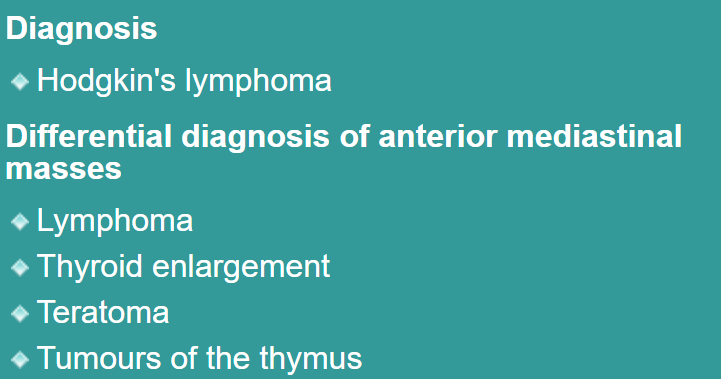 Diagnosis
Hodgkin's lymphoma
Differential diagnosis of anterior mediastinal
masses
Lymphoma
Thyroid enlargement
Teratoma
Tumours of the thymus